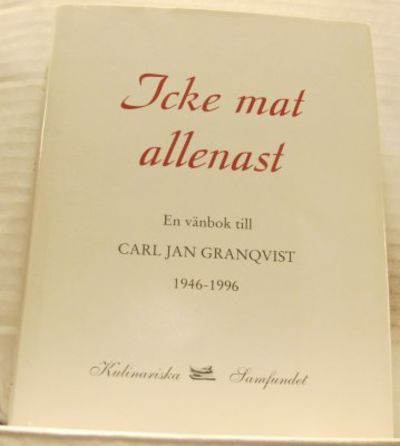 Icke mat
allenast
En vänbok till
CARL JAN GRANQVIST
1946-1996
Kulinariska Samfundet